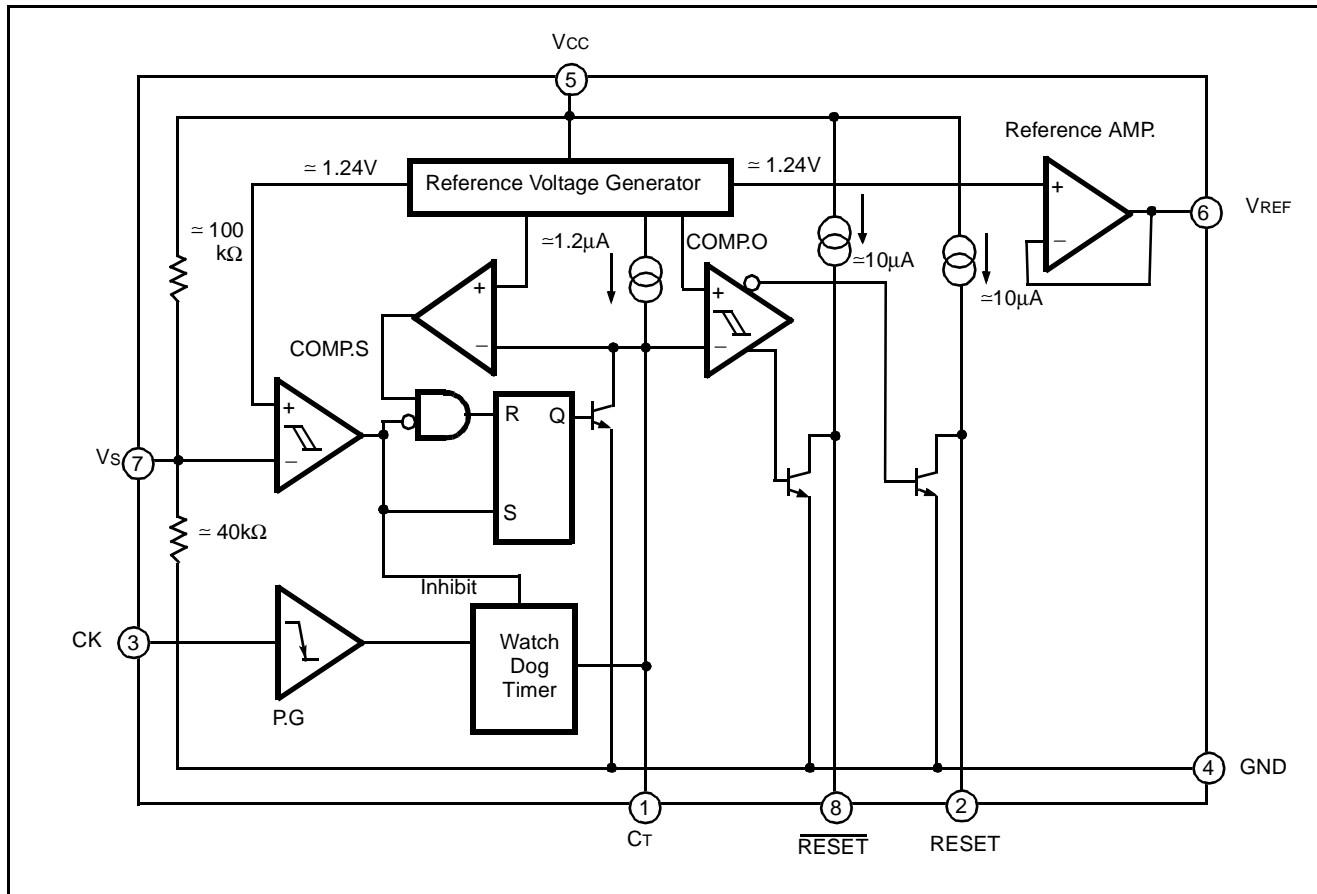 VCC
5
Reference AMP.
≃ 1.24V
Reference Voltage Generator
≃ 1.24V
+
−
6
VREF
≃ 100
kΩ
≃1.2μA
COMP.O
≃10μA
≃10μA
+
−
+
−
COMP.S
+
−
R
Q
S
VS
7
≃ 40kΩ
Inhibit
CK
3
Watch
Dog
Timer
P.G
4
GND
1
8
2
CT
RESET
RESET